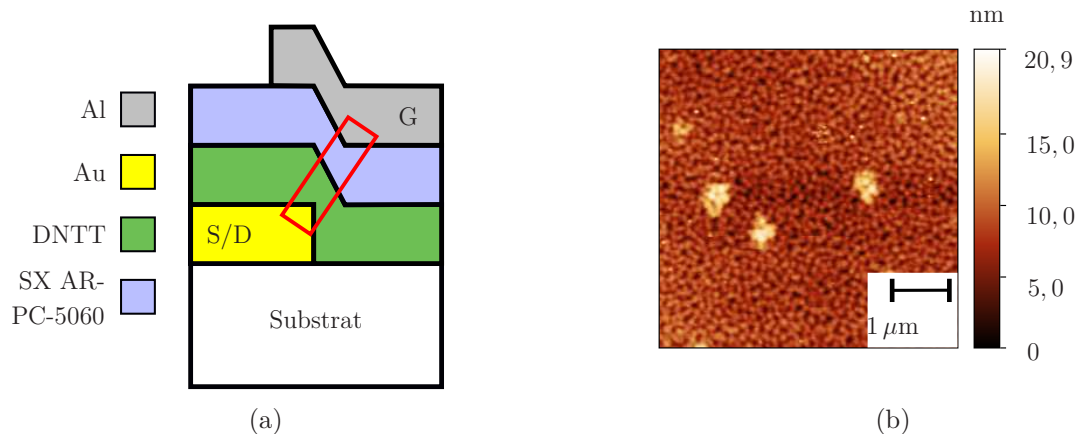 Al
Au
DNTT
SX AR-
PC-5060
G
S/D
Substrat
(a)
nm
20,9
15,0
10,0
5,0
0
1 μm
(b)